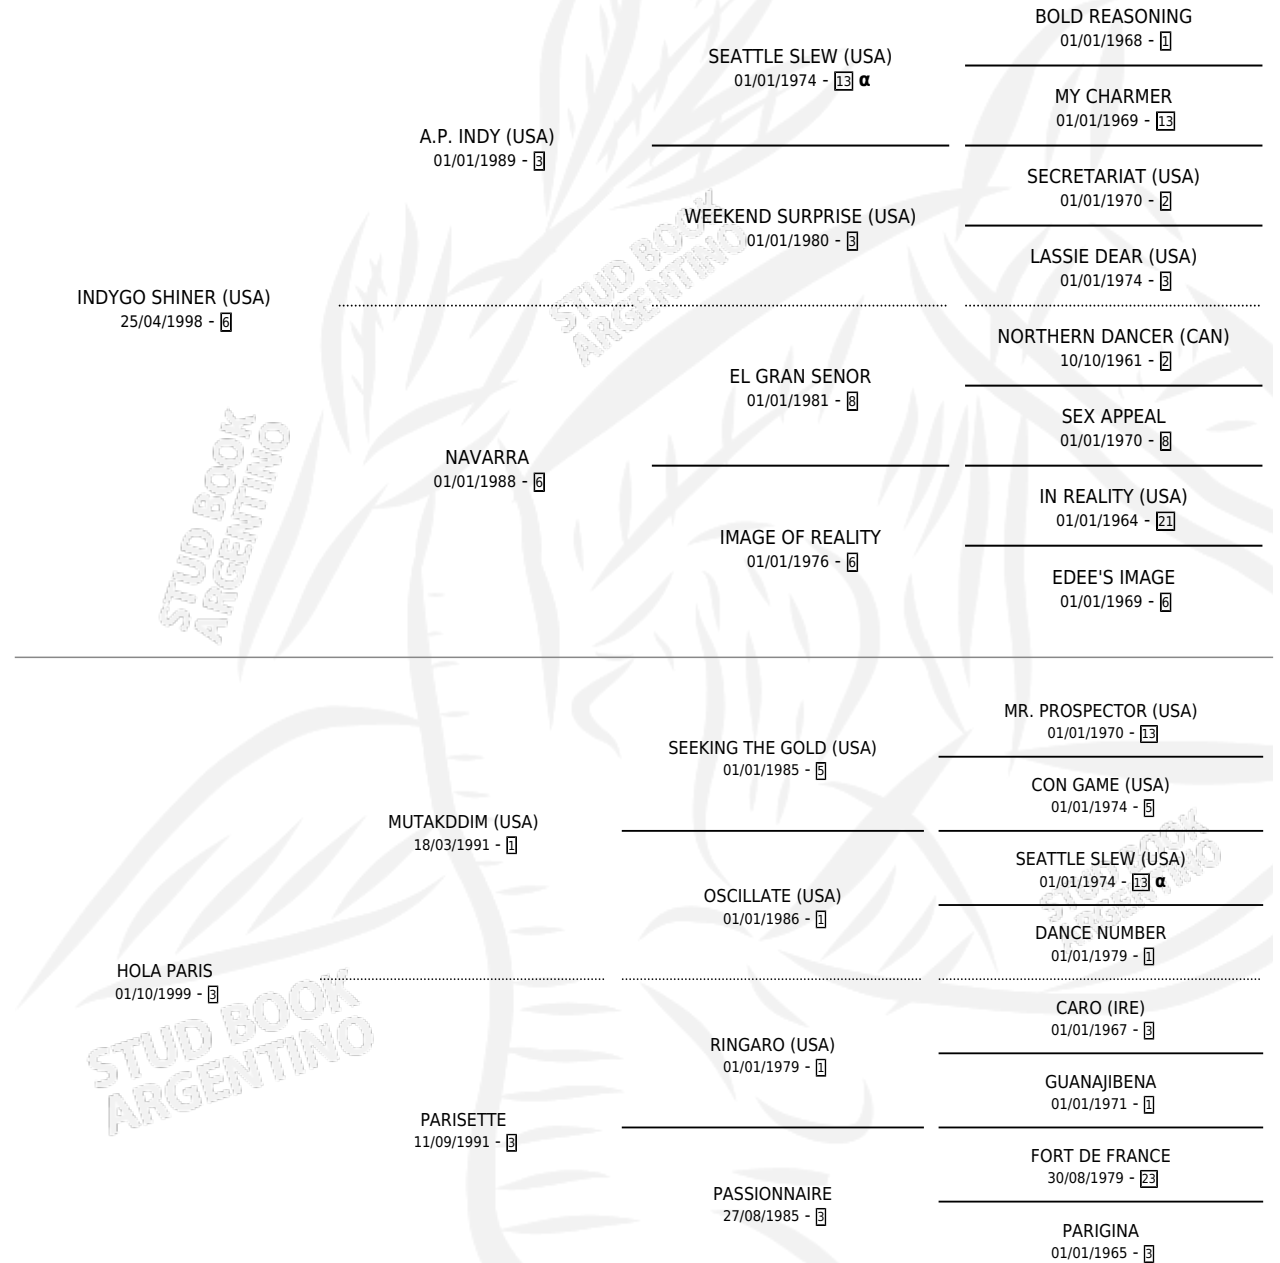 BOLD REASONING
01/01/1968 - 1
SEATTLE SLEW (USA)
01/01/1974 - 13 α
MY CHARMER
01/01/1969 - 13
A.P. INDY (USA)
01/01/1989 - 3
SECRETARIAT (USA)
01/01/1970 - 2
WEEKEND SURPRISE (USA)
01/01/1980 - 3
LASSIE DEAR (USA)
01/01/1974 - 3
INDYGO SHINER (USA)
25/04/1998 - 6
NORTHERN DANCER (CAN)
10/10/1961 - 2
EL GRAN SENOR
01/01/1981 - 8
SEX APPEAL
01/01/1970 - 8
NAVARRA
01/01/1988 - 6
IN REALITY (USA)
01/01/1964 - 21
IMAGE OF REALITY
01/01/1976 - 6
EDEE'S IMAGE
01/01/1969 - 6
MR. PROSPECTOR (USA)
01/01/1970 - 13
SEEKING THE GOLD (USA)
01/01/1985 - 5
CON GAME (USA)
01/01/1974 - 5
MUTAKDDIM (USA)
18/03/1991 - 1
SEATTLE SLEW (USA)
01/01/1974 - 13 α
OSCILLATE (USA)
01/01/1986 - 1
DANCE NUMBER
01/01/1979 - 1
HOLA PARIS
01/10/1999 - 3
CARO (IRE)
01/01/1967 - 3
RINGARO (USA)
01/01/1979 - 1
GUANAJIBENA
01/01/1971 - 1
PARISETTE
11/09/1991 - 3
FORT DE FRANCE
30/08/1979 - 23
PASSIONNAIRE
27/08/1985 - 3
PARIGINA
01/01/1965 - 3
STUD BOOK
ARGENTINO
STUD BOOK
ARGENTINO
STUD BOOK
ARGENTINO
STUD BOOK
ARGENTINO